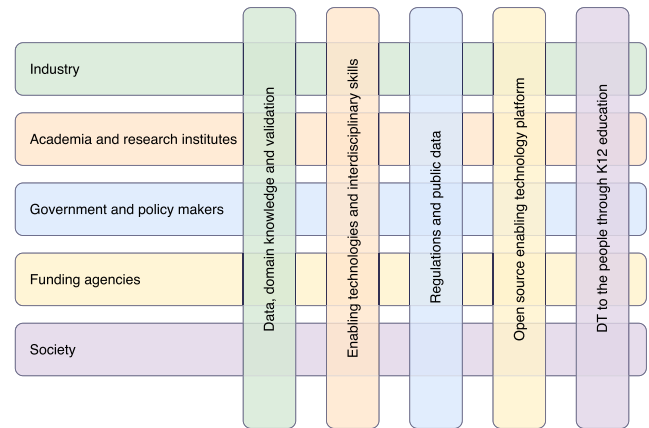 Industry
Academia and research institutes
Government and policy makers
Funding agencies
Society
Data, domain knowledge and validation
Enabling technologies and interdisciplinary skills
Regulations and public data
Open source enabling technology platform
DT to the people through K12 education